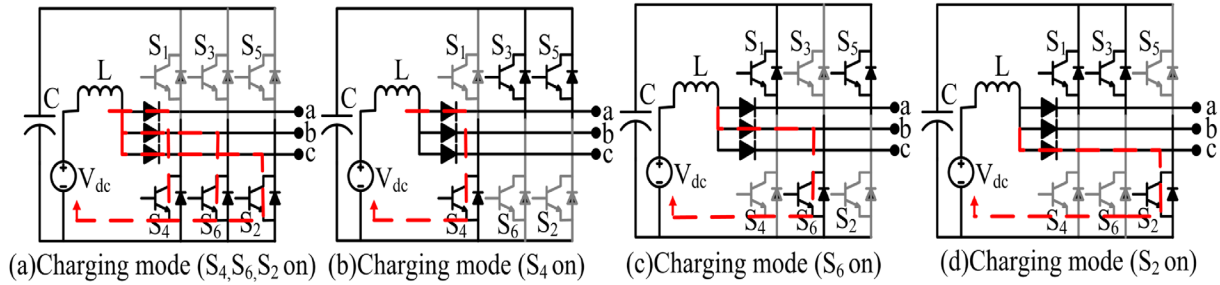 S1 S3 S5
L
C
a
b
c
Vdc
S4 S6 S2
(a)Charging mode (S4,S6,S2 on)
S1 S3 S5
L
C
a
b
c
Vdc
S4 S6 S2
(b)Charging mode (S4 on)
S1 S3 S5
L
C
a
b
c
Vdc
S4 S6 S2
(c)Charging mode (S6 on)
S1 S3 S5
L
C
a
b
c
Vdc
S4 S6 S2
(d)Charging mode (S2 on)